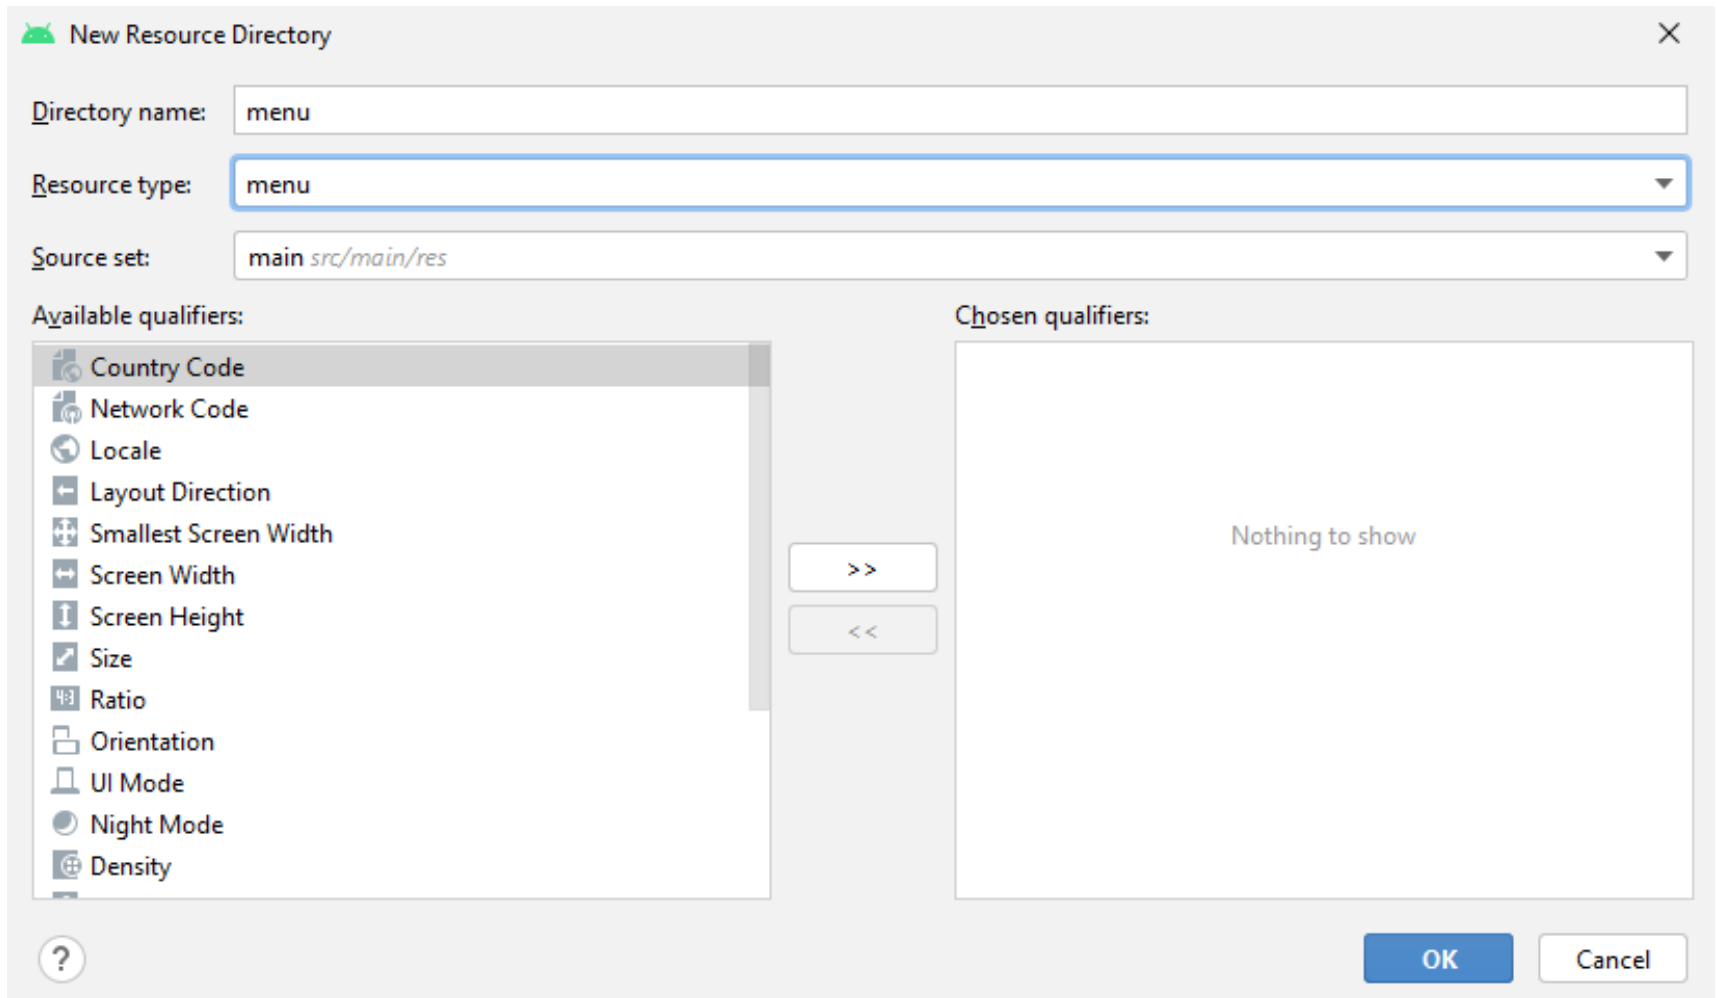 New Resource Directory
Directory name: menu
Resource type: menu
Source set: main src/main/res
Available qualifiers:
Chosen qualifiers:
Country Code
Network Code
Locale
Layout Direction
Smallest Screen Width
Screen Width
Screen Height
Size
4:3 Ratio
Orientation
UI Mode
Night Mode
Density
>>
<<
Nothing to show
?
OK
Cancel